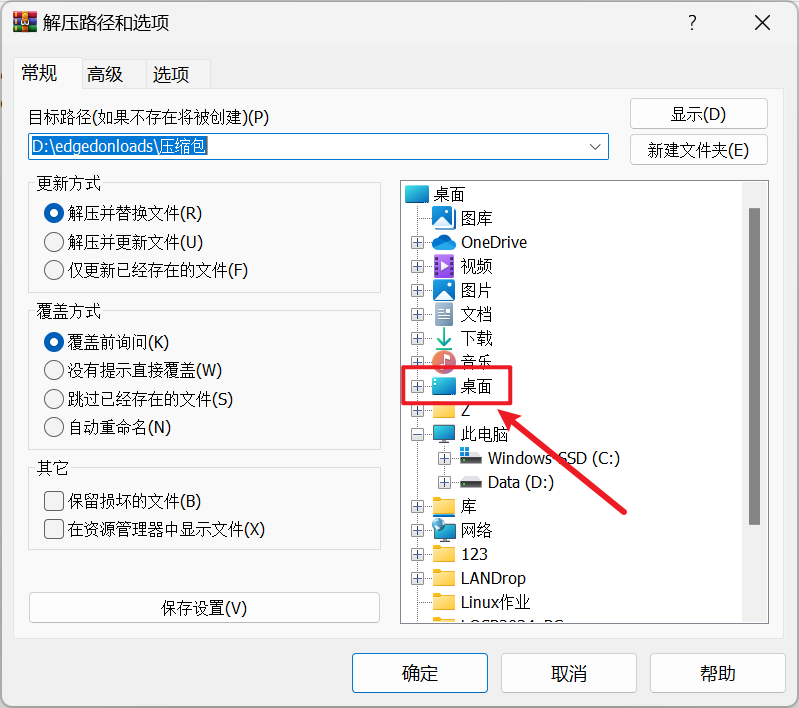 解压路径和选项
?
常规
高级
选项
目标路径(如果不存在将被创建)(P)
显示(D)
D:\edgedonloads\压缩包
新建文件夹(E)
更新方式
解压并替换文件(R)
解压并更新文件(U)
仅更新已经存在的文件(F)
覆盖方式
覆盖前询问(K)
没有提示直接覆盖(W)
跳过已经存在的文件(S)
自动重命名(N)
其它
保留损坏的文件(B)
在资源管理器中显示文件(X)
保存设置(V)
桌面
图库
OneDrive
视频
图片
文档
下载
音乐
桌面
Z
此电脑
Windows-SSD (C:)
Data (D:)
库
网络
123
LANDrop
Linux作业
确定
取消
帮助